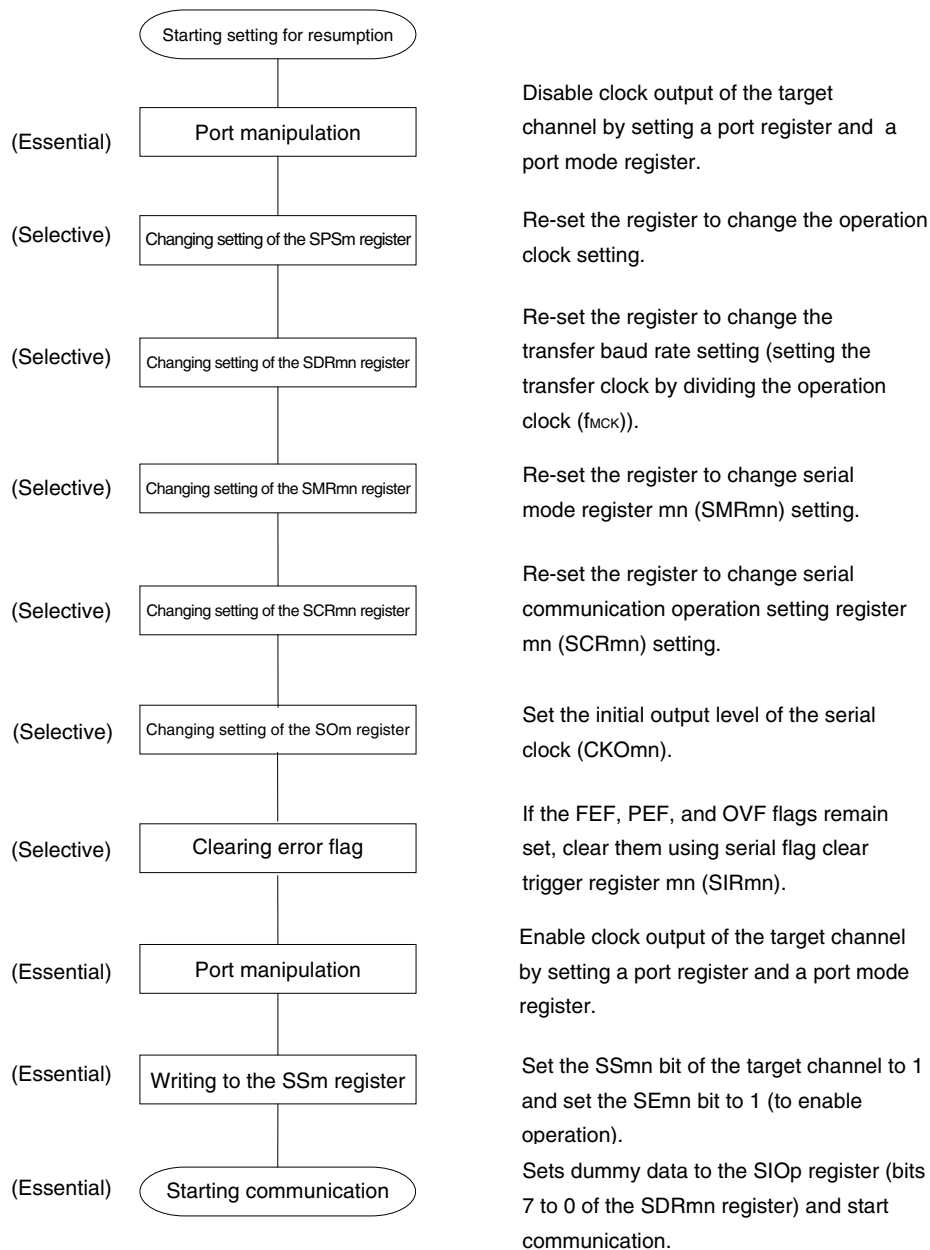 Starting setting for resumption
(Essential)
Port manipulation
Disable clock output of the target
channel by setting a port register and a
port mode register.
(Selective)
Changing setting of the SPSm register
Re-set the register to change the operation
clock setting.
(Selective)
Changing setting of the SDRmn register
Re-set the register to change the
transfer baud rate setting (setting the
transfer clock by dividing the operation
clock (fMCK)).
(Selective)
Changing setting of the SMRmn register
Re-set the register to change serial
mode register mn (SMRmn) setting.
(Selective)
Changing setting of the SCRmn register
Re-set the register to change serial
communication operation setting register
mn (SCRmn) setting.
(Selective)
Changing setting of the SOm register
Set the initial output level of the serial
clock (CKOmn).
(Selective)
Clearing error flag
If the FEF, PEF, and OVF flags remain
set, clear them using serial flag clear
trigger register mn (SIRmn).
(Essential)
Port manipulation
Enable clock output of the target channel
by setting a port register and a port mode
register.
(Essential)
Writing to the SSm register
Set the SSmn bit of the target channel to 1
and set the SEmn bit to 1 (to enable
operation).
(Essential)
Starting communication
Sets dummy data to the SIOp register (bits
7 to 0 of the SDRmn register) and start
communication.